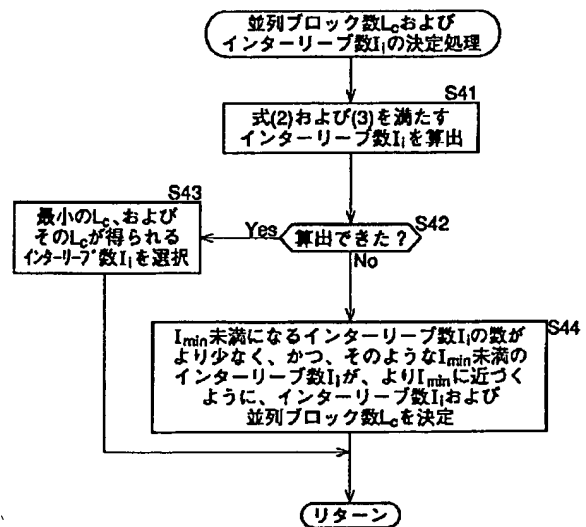 並列ブロック数Lcおよび
インターリーブ数Iiの決定処理
S41
式(2)および(3)を満たす
インターリーブ数Iiを算出
S43
最小のLc、および
そのLcが得られる
インターリーブ数Iiを選択
Yes
S42
算出できた？
No
S44
Imin未満になるインターリーブ数Iiの数が
より少なく、かつ、そのようなImin未満の
インターリーブ数Iiが、よりIminに近づく
ように、インターリーブ数Iiおよび
並列ブロック数Lcを決定
リターン